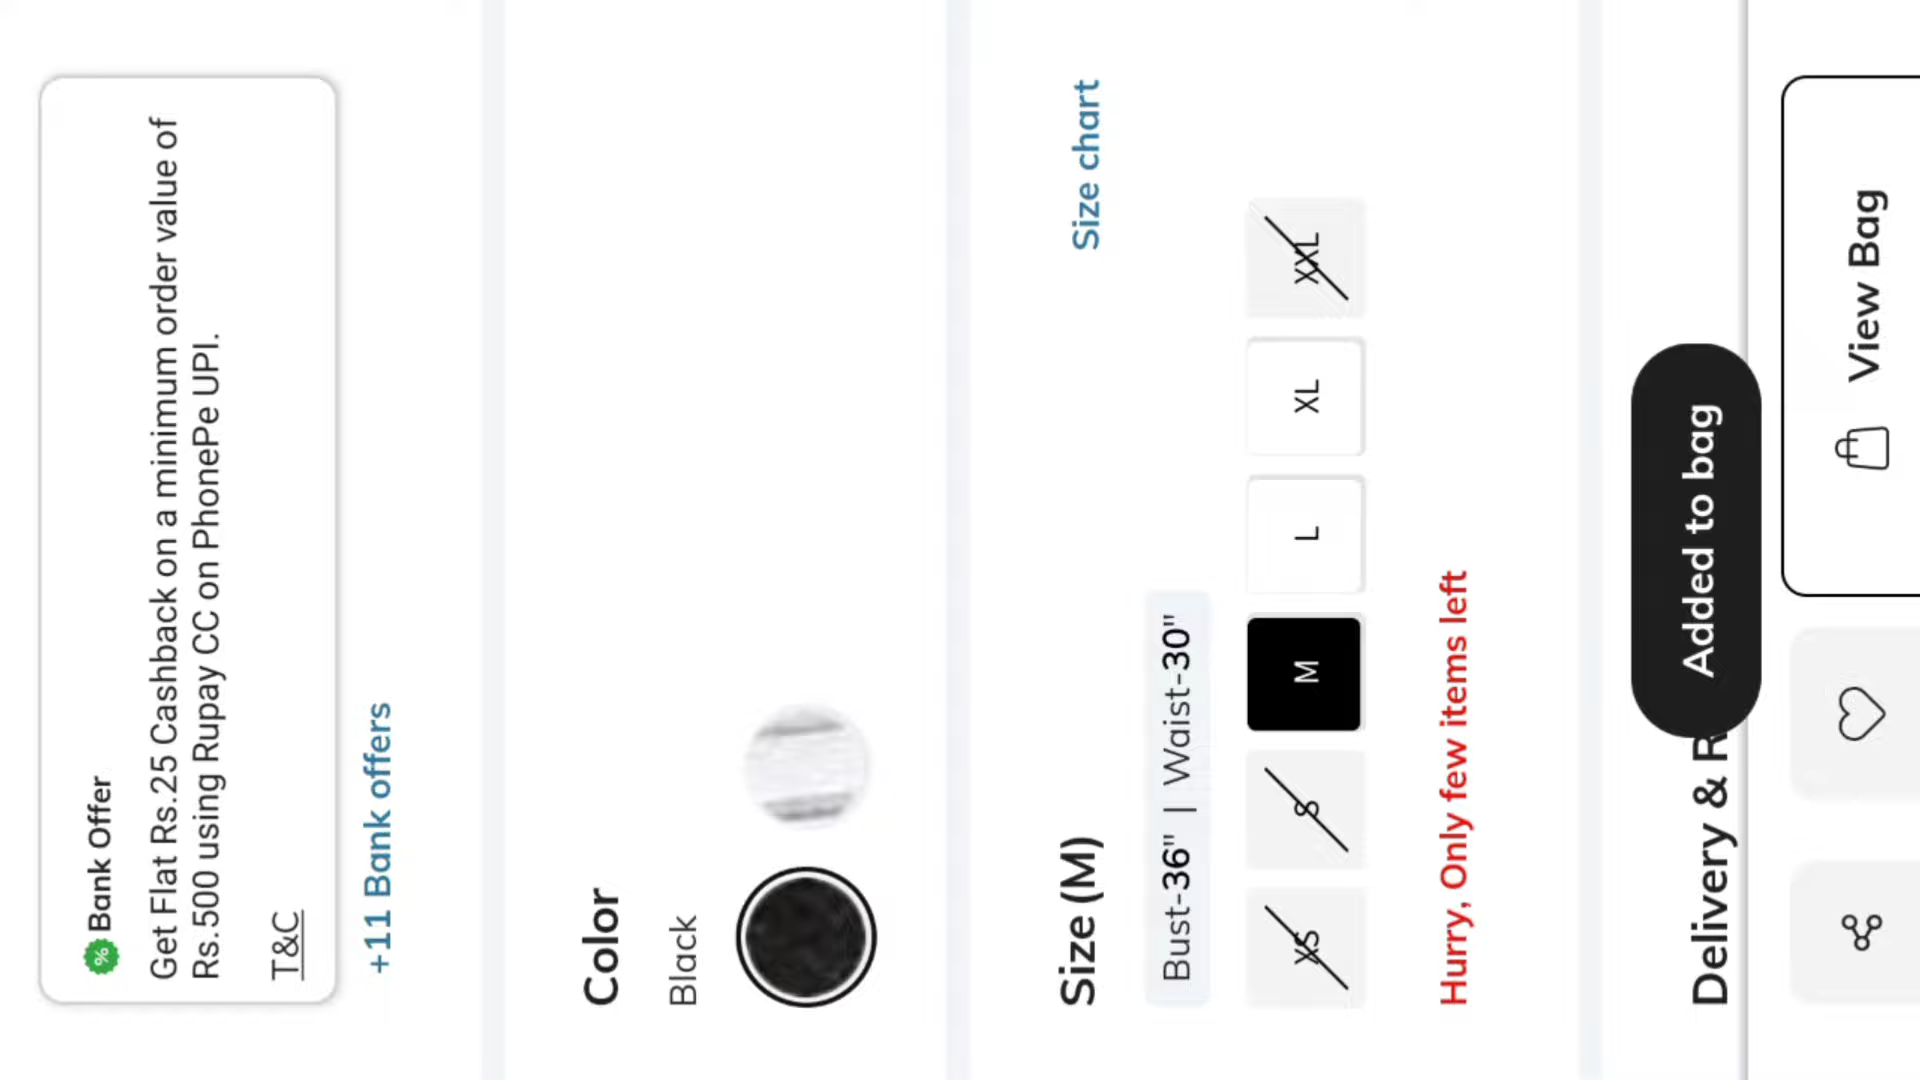 Bank Offer
Get Flat Rs.25 Cashback on a minimum order value of
Rs.500 using Rupay CC on PhonePe UPI.
T&C
+11 Bank offers
Color
Black
Size (M)
Size chart
Bust-36" | Waist-30"
XS S M L XL XXL
Hurry, Only few items left
Delivery & R
Added to bag
View Bag